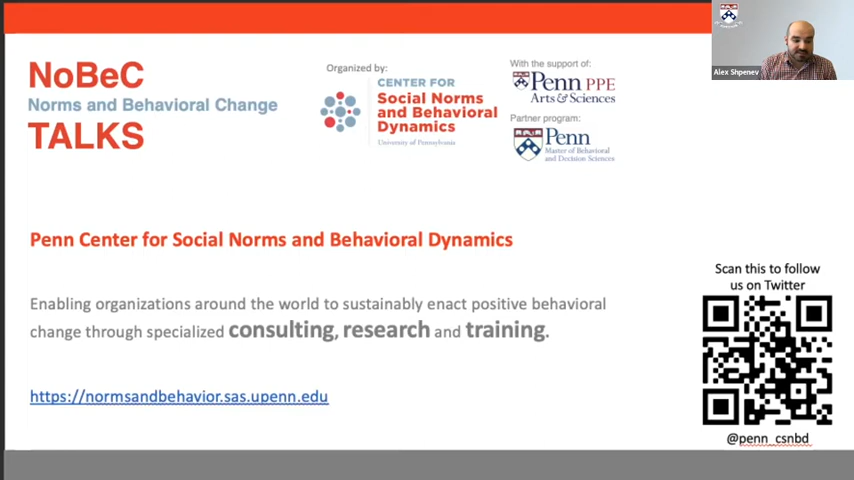 NoBeC
Norms and Behavioral Change
TALKS
Organized by:
CENTER FOR
Social Norms
and Behavioral
Dynamics
University of Pennsylvania
With the support of:
Penn PPE
Arts & Sciences
Partner program:
Penn
Master of Behavioral
and Decision Sciences
Alex Shpenev
Penn Center for Social Norms and Behavioral Dynamics
Enabling organizations around the world to sustainably enact positive behavioral
change through specialized consulting, research and training.
https://normsandbehavior.sas.upenn.edu
Scan this to follow
us on Twitter
@penn_csnbd